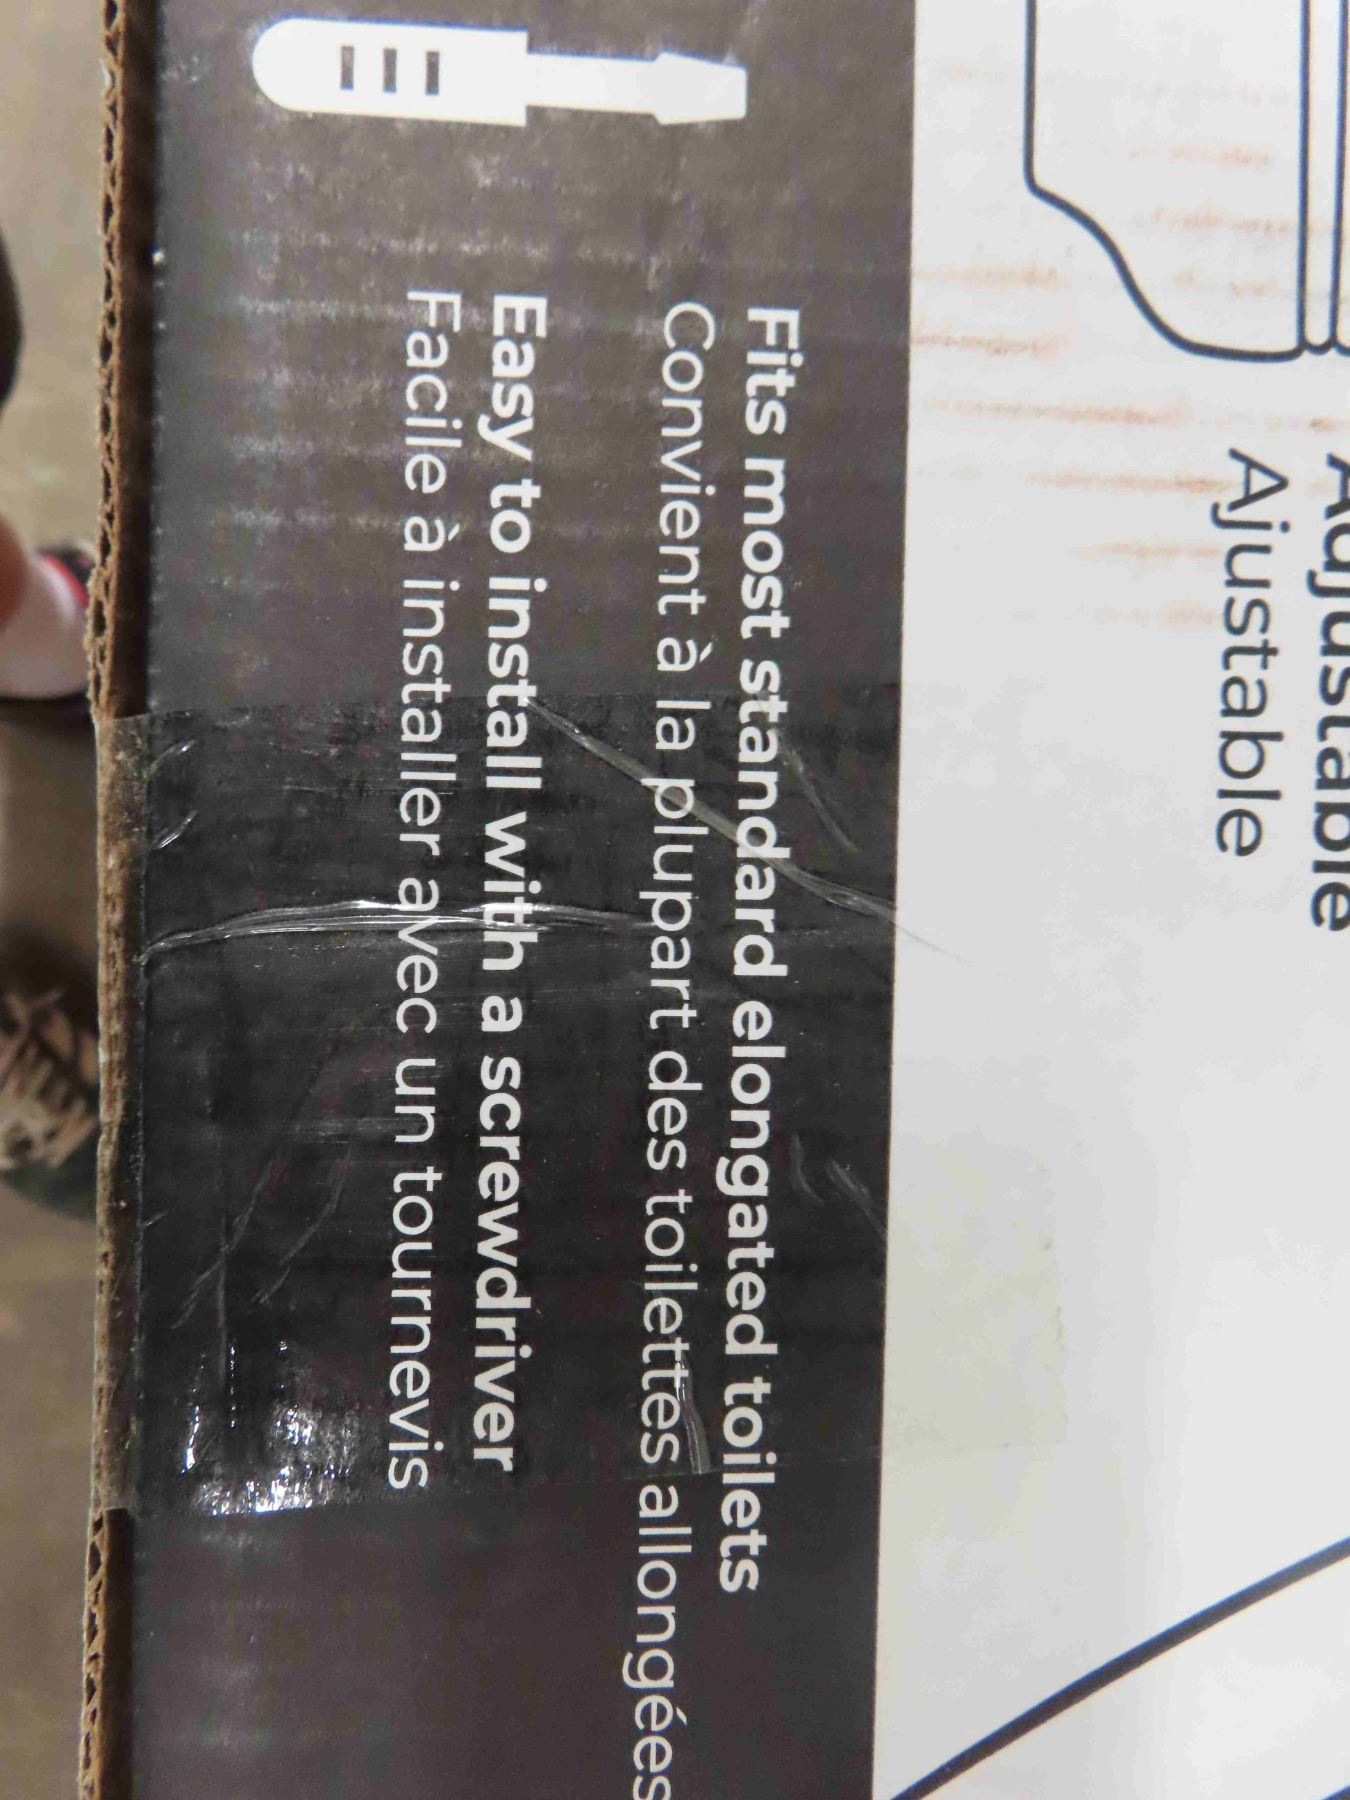 Adjustable
Ajustable
Fits most standard elongated toilets
Convient à la plupart des toilettes allongées
Easy to install with a screwdriver
Facile à installer avec un tournevis